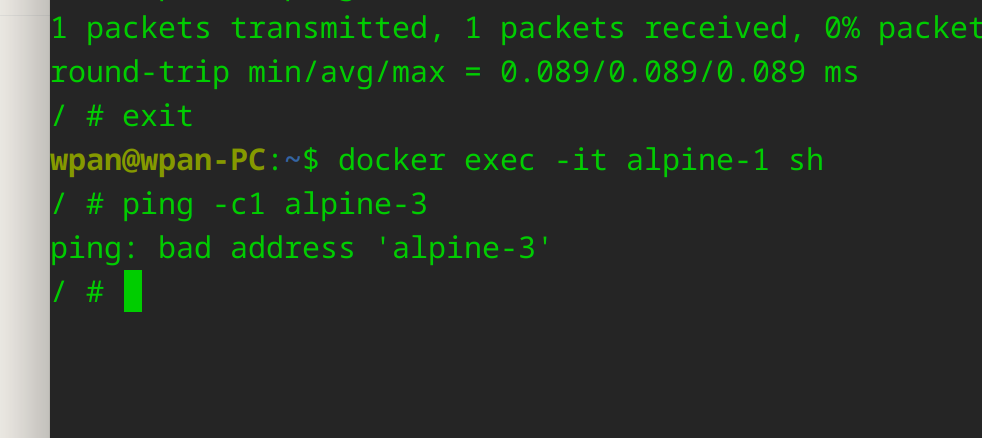 1 packets transmitted, 1 packets received, 0% packet
round-trip min/avg/max = 0.089/0.089/0.089 ms
/ # exit
wpan@wpan-PC:~$ docker exec -it alpine-1 sh
/ # ping -c1 alpine-3
ping: bad address 'alpine-3'
/ #